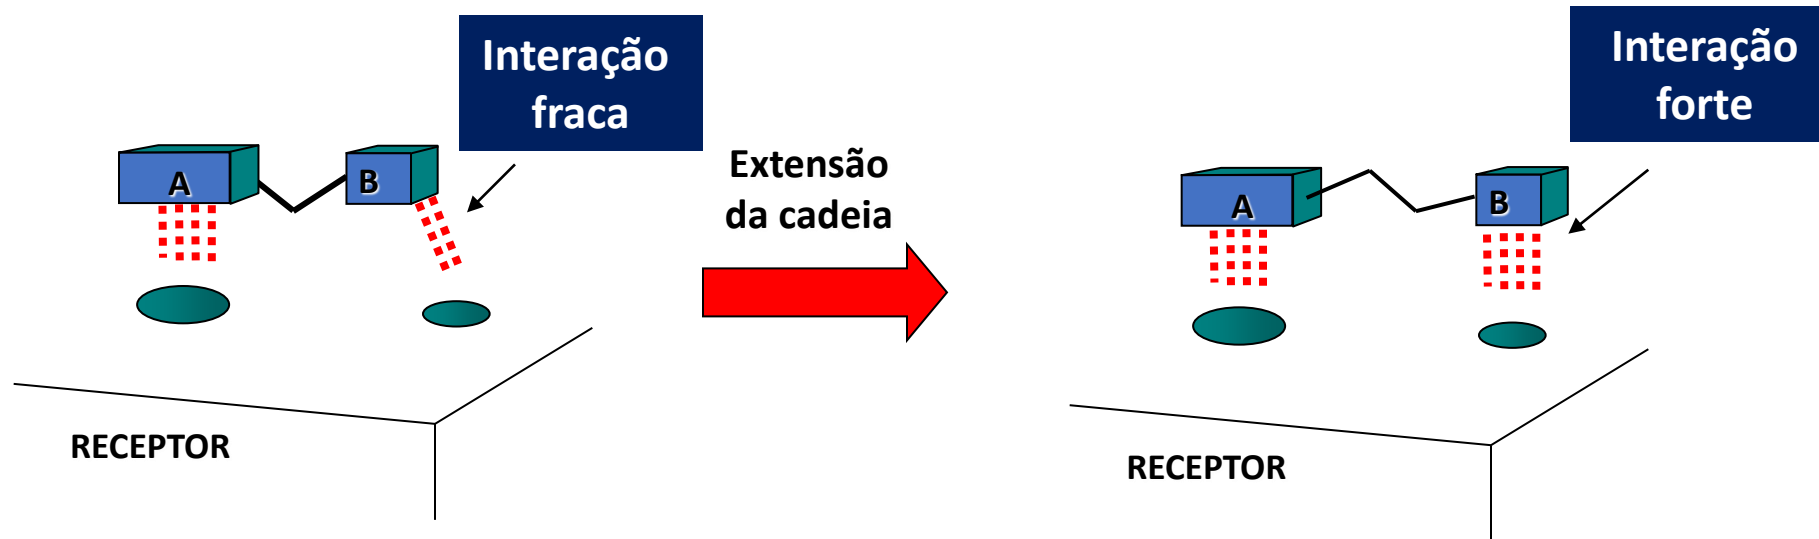 Interação
fraca
A
B
RECEPTOR
Extensão
da cadeia
Interação
forte
A
B
RECEPTOR